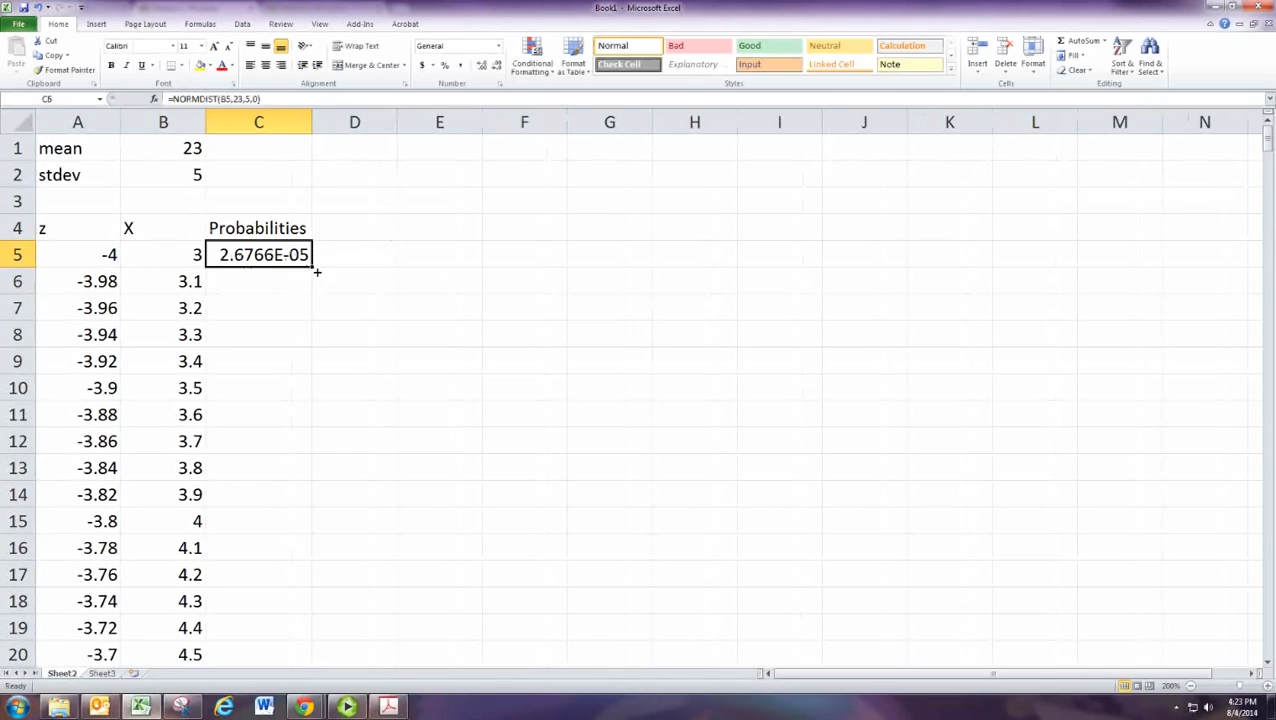 Book1 - Microsoft Excel
File Home Insert Page Layout Formulas Data Review View Add-Ins Acrobat
Paste
Cut
Copy
Format Painter
Clipboard
Calibri 11
B I U
Font
Wrap Text
Merge & Center
Alignment
General
$ % ,
Number
Conditional Formatting
Format as Table
Normal Bad Good Neutral Calculation
Check Cell Explanatory ... Input Linked Cell Note
Styles
Insert Delete Format
Cells
AutoSum
Fill
Clear
Sort & Filter
Find & Select
Editing
C5 fx =NORMDIST(B5,23,5,0)
A B C D E F G H I J K L M N
1 mean 23
2 stdev 5
3
4 z X Probabilities
5 -4 3 2.6766E-05
6 -3.98 3.1
7 -3.96 3.2
8 -3.94 3.3
9 -3.92 3.4
10 -3.9 3.5
11 -3.88 3.6
12 -3.86 3.7
13 -3.84 3.8
14 -3.82 3.9
15 -3.8 4
16 -3.78 4.1
17 -3.76 4.2
18 -3.74 4.3
19 -3.72 4.4
20 -3.7 4.5
Sheet2 Sheet3
Ready 200%
4:23 PM
8/4/2014